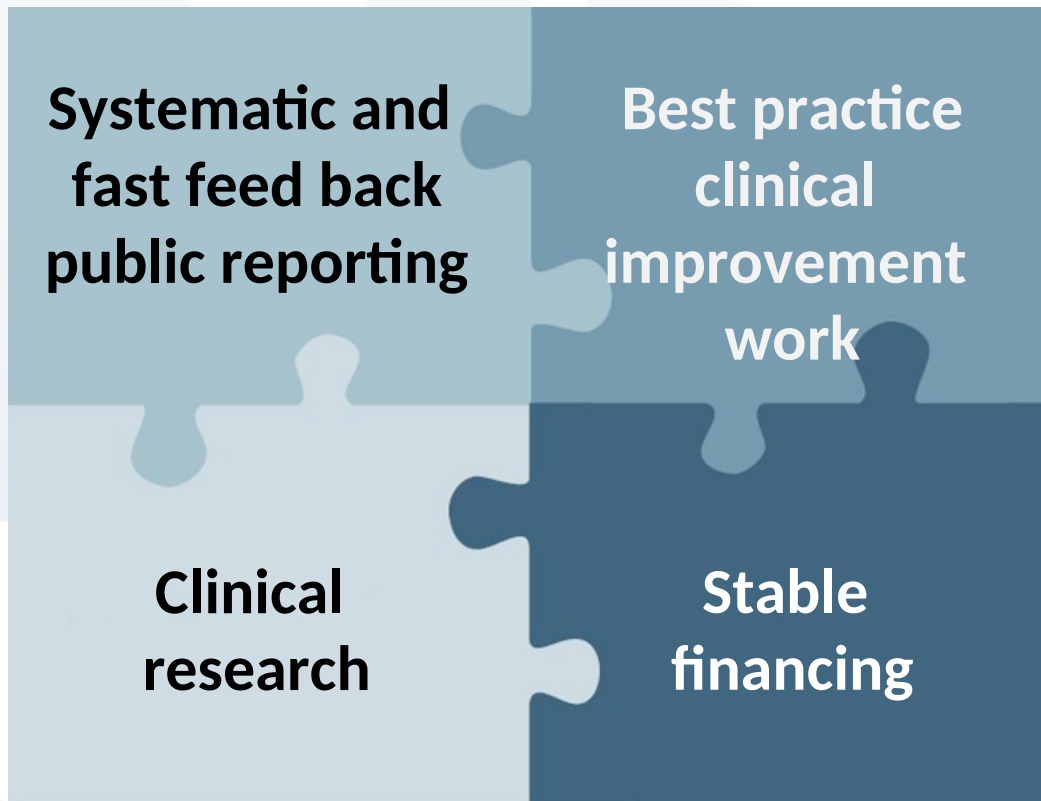 Systematic and
fast feed back
public reporting
Best practice
clinical
improvement
work
Clinical
research
Stable
financing